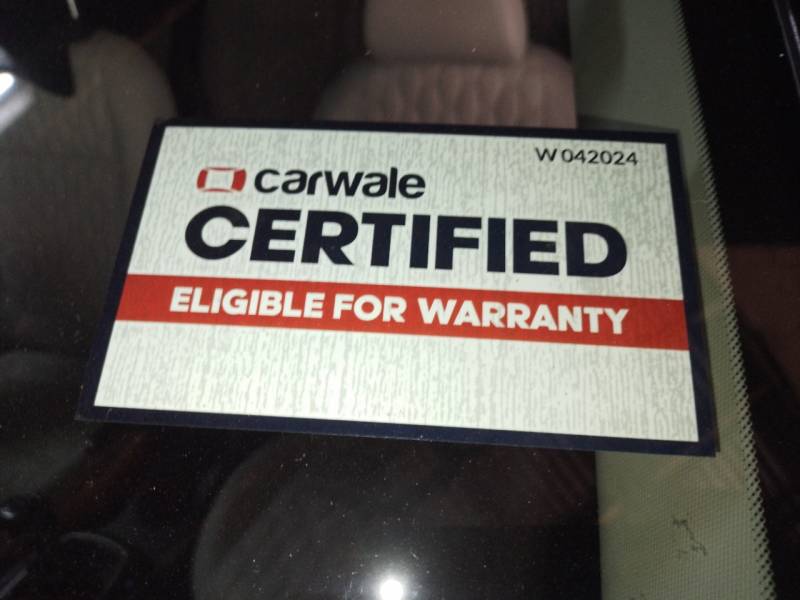 W 042024
carwale
CERTIFIED
ELIGIBLE FOR WARRANTY